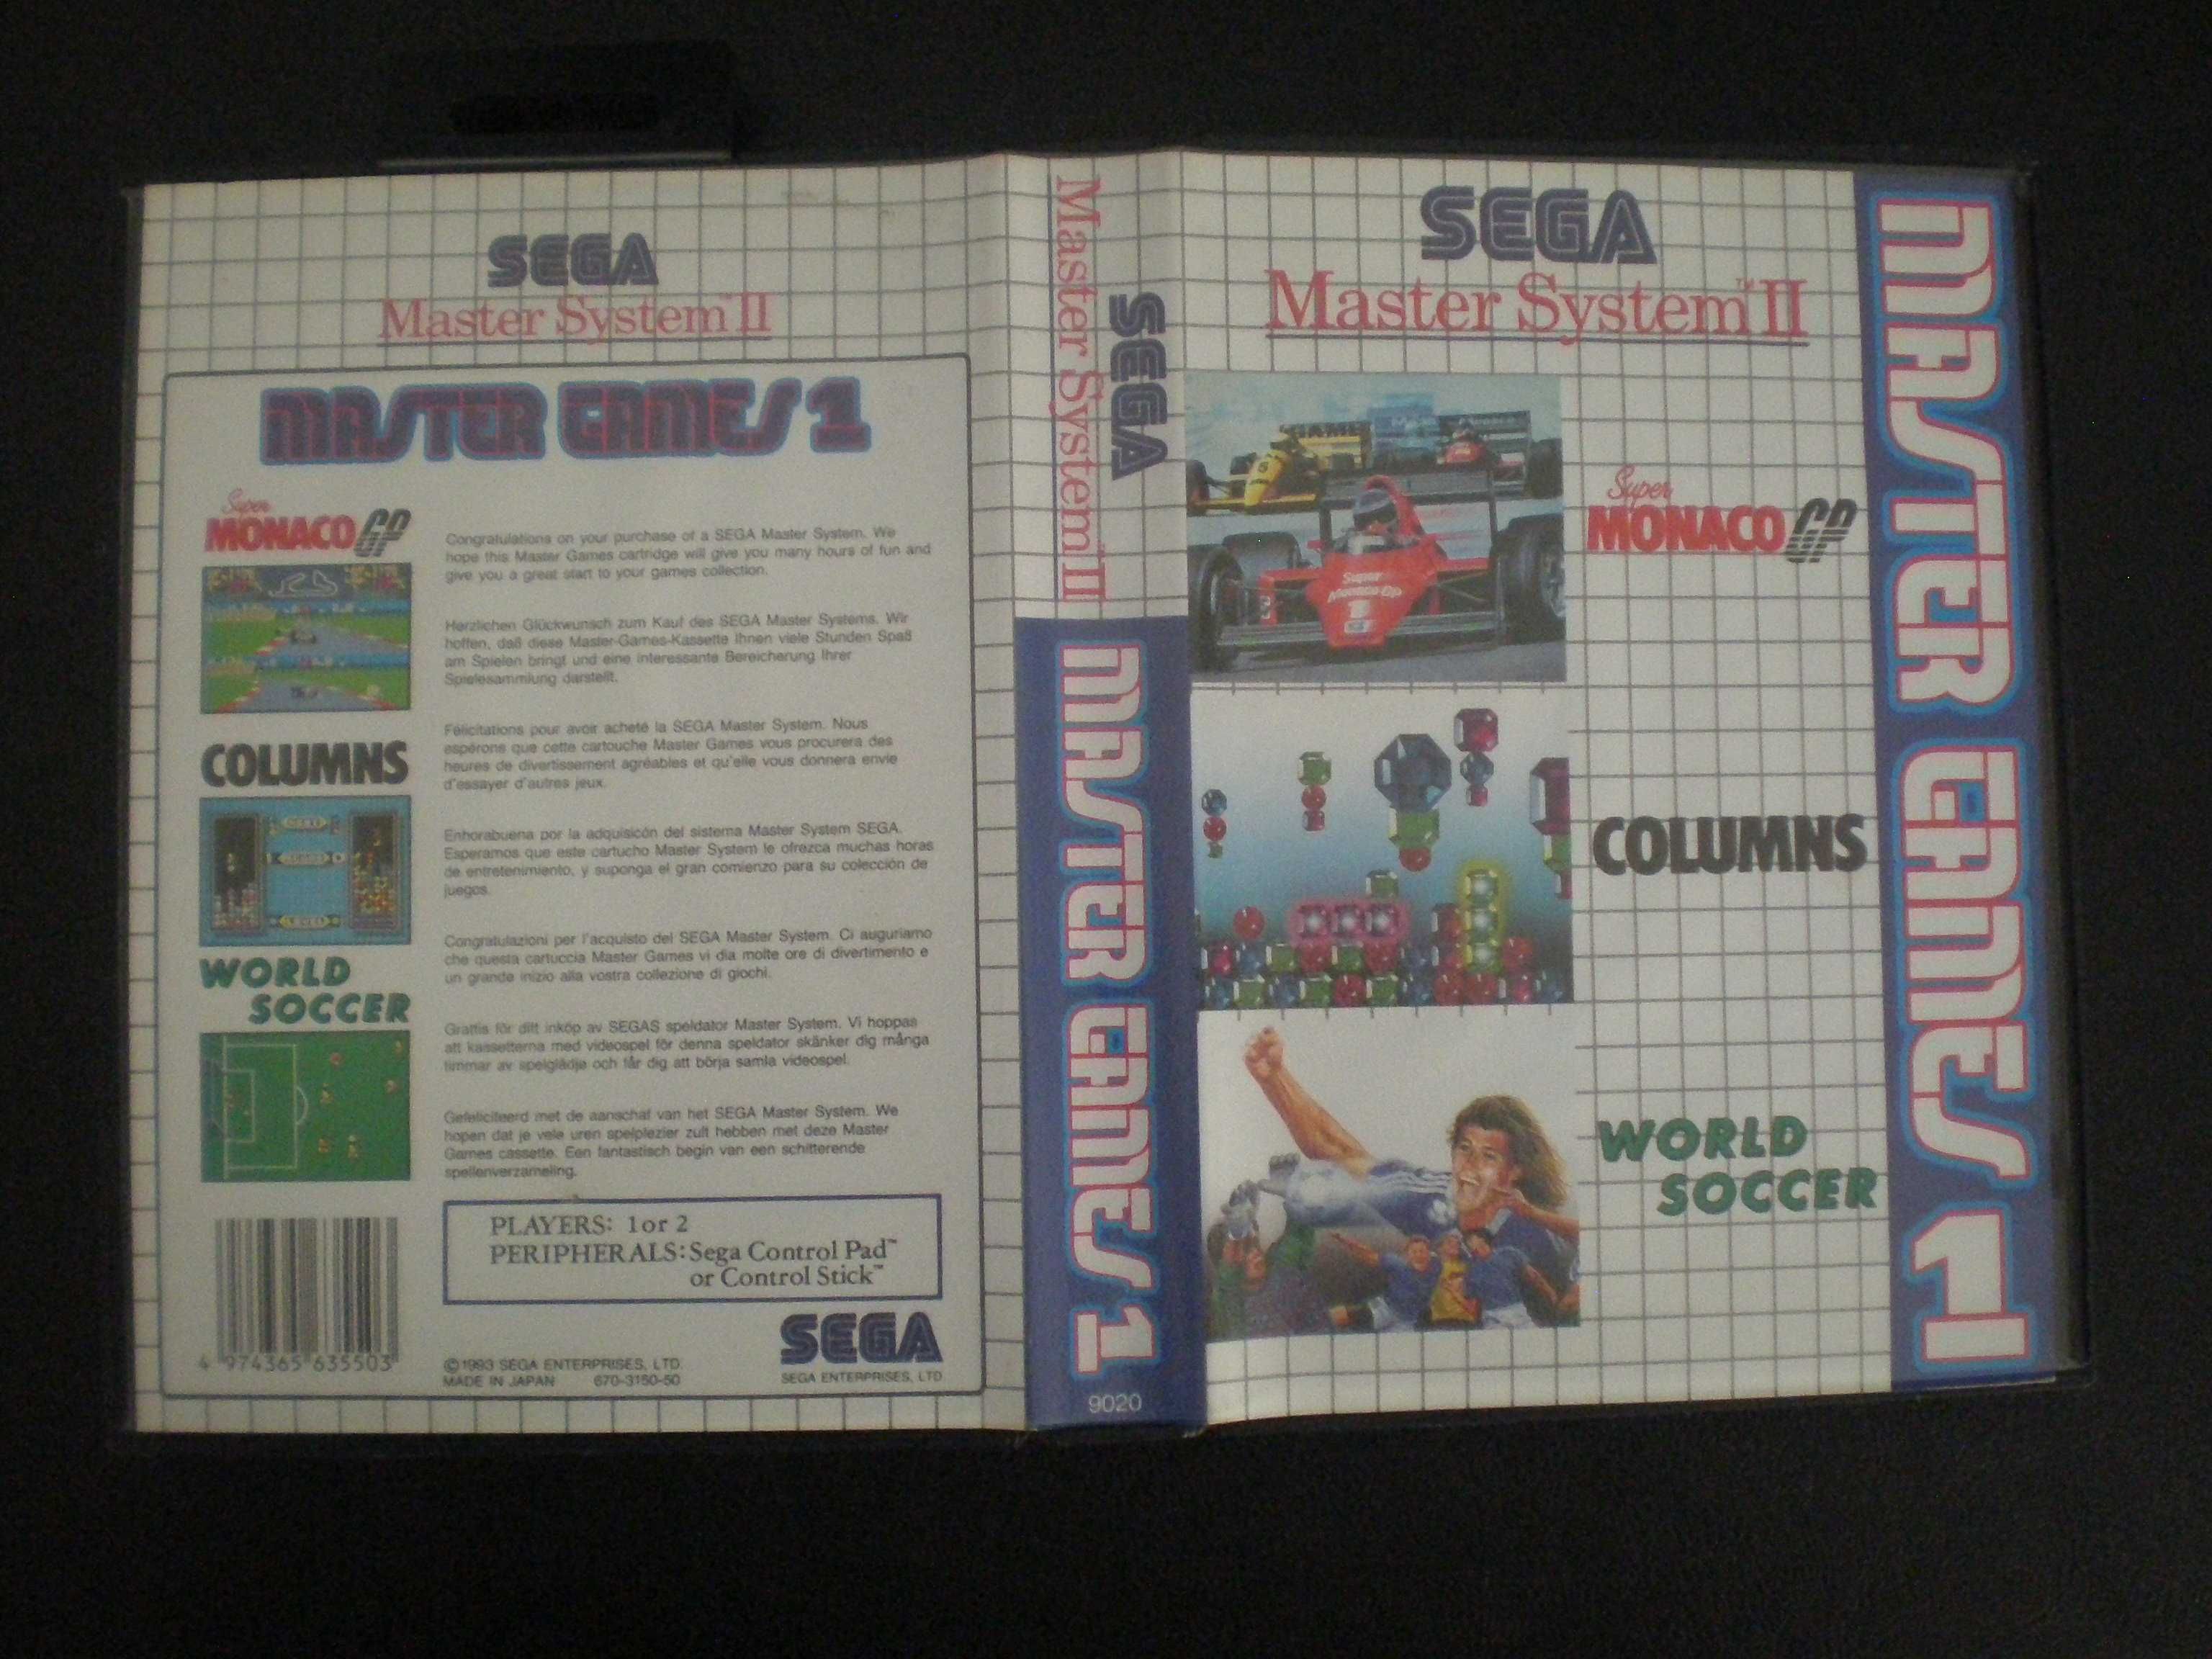 SEGA
Master System™ II
MASTER GAMES 1
Super
MONACO GP
COLUMNS
WORLD
SOCCER
Congratulations on your purchase of a SEGA Master System. We
hope this Master Games cartridge will give you many hours of fun and
give you a great start to your games collection.
Herzlichen Glückwunsch zum Kauf des SEGA Master Systems. Wir
hoffen, daß diese Master-Games-Kassette Ihnen viele Stunden Spaß
am Spielen bringt und eine interessante Bereicherung Ihrer
Spielesammlung darstellt.
Félicitations pour avoir acheté la SEGA Master System. Nous
espérons que cette cartouche Master Games vous procurera des
heures de divertissement agréables et qu'elle vous donnera envie
d'essayer d'autres jeux.
Enhorabuena por la adquisicón del sistema Master System SEGA.
Esperamos que este cartucho Master System le ofrezca muchas horas
de entretenimiento, y suponga el gran comienzo para su colección de
juegos.
Congratulazioni per l'acquisto del SEGA Master System. Ci auguriamo
che questa cartuccia Master Games vi dia molte ore di divertimento e
un grande inizio alla vostra collezione di giochi.
Grattis för ditt inköp av SEGAS speldator Master System. Vi hoppas
att kassetterna med videospel för denna speldator skänker dig många
timmar av spelglädje och får dig att börja samla videospel.
Gefeliciteerd met de aanschaf van het SEGA Master System. We
hopen dat je vele uren spelplezier zult hebben met deze Master
Games cassette. Een fantastisch begin van een schitterende
spellenverzameling.
PLAYERS: 1 or 2
PERIPHERALS: Sega Control Pad™
or Control Stick™
4 974365 635503
©1993 SEGA ENTERPRISES, LTD.
MADE IN JAPAN 670-3150-50
SEGA
SEGA ENTERPRISES, LTD.
SEGA
Master System™ II
MASTER GAMES 1
9020
SEGA
Master System™ II
GAME
Super
Monaco GP
1
Super
MONACO GP
COLUMNS
WORLD
SOCCER
MASTER GAMES 1